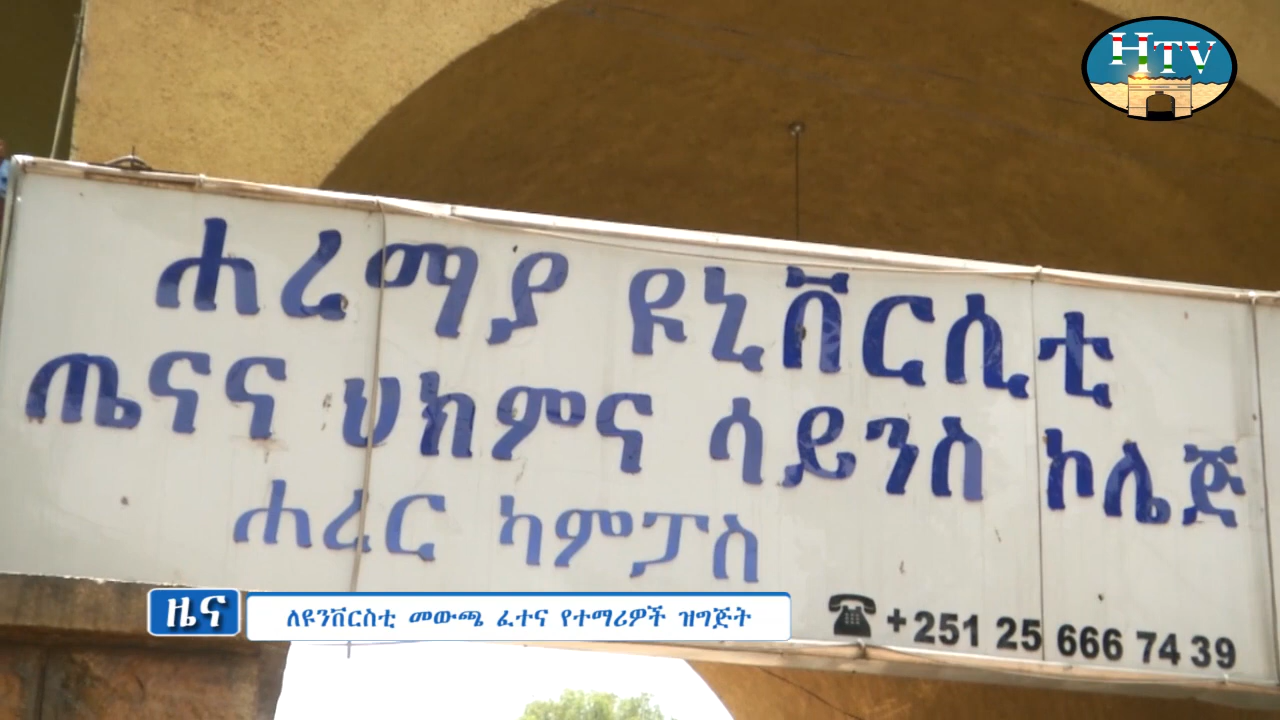 HTV
ሐረማያ ዩኒቨርሲቲ
ጤናና ህክምና ሳይንስ ኮሌጅ
ሐረር ካምፓስ
+251 25 666 74 39
ዜና
ለዩንቨርስቲ መውጫ ፈተና የተማሪዎች ዝግጅት